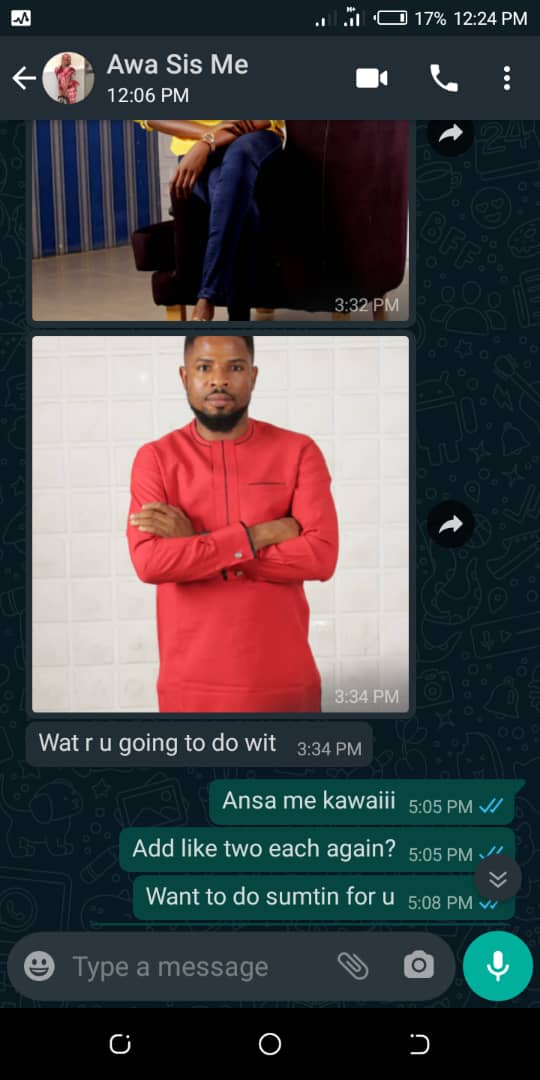 17% 12:24 PM
Awa Sis Me
12:06 PM
3:32 PM
3:34 PM
Wat r u going to do wit 3:34 PM
Ansa me kawaiii 5:05 PM
Add like two each again? 5:05 PM
Want to do sumtin for u 5:08 PM
Type a message